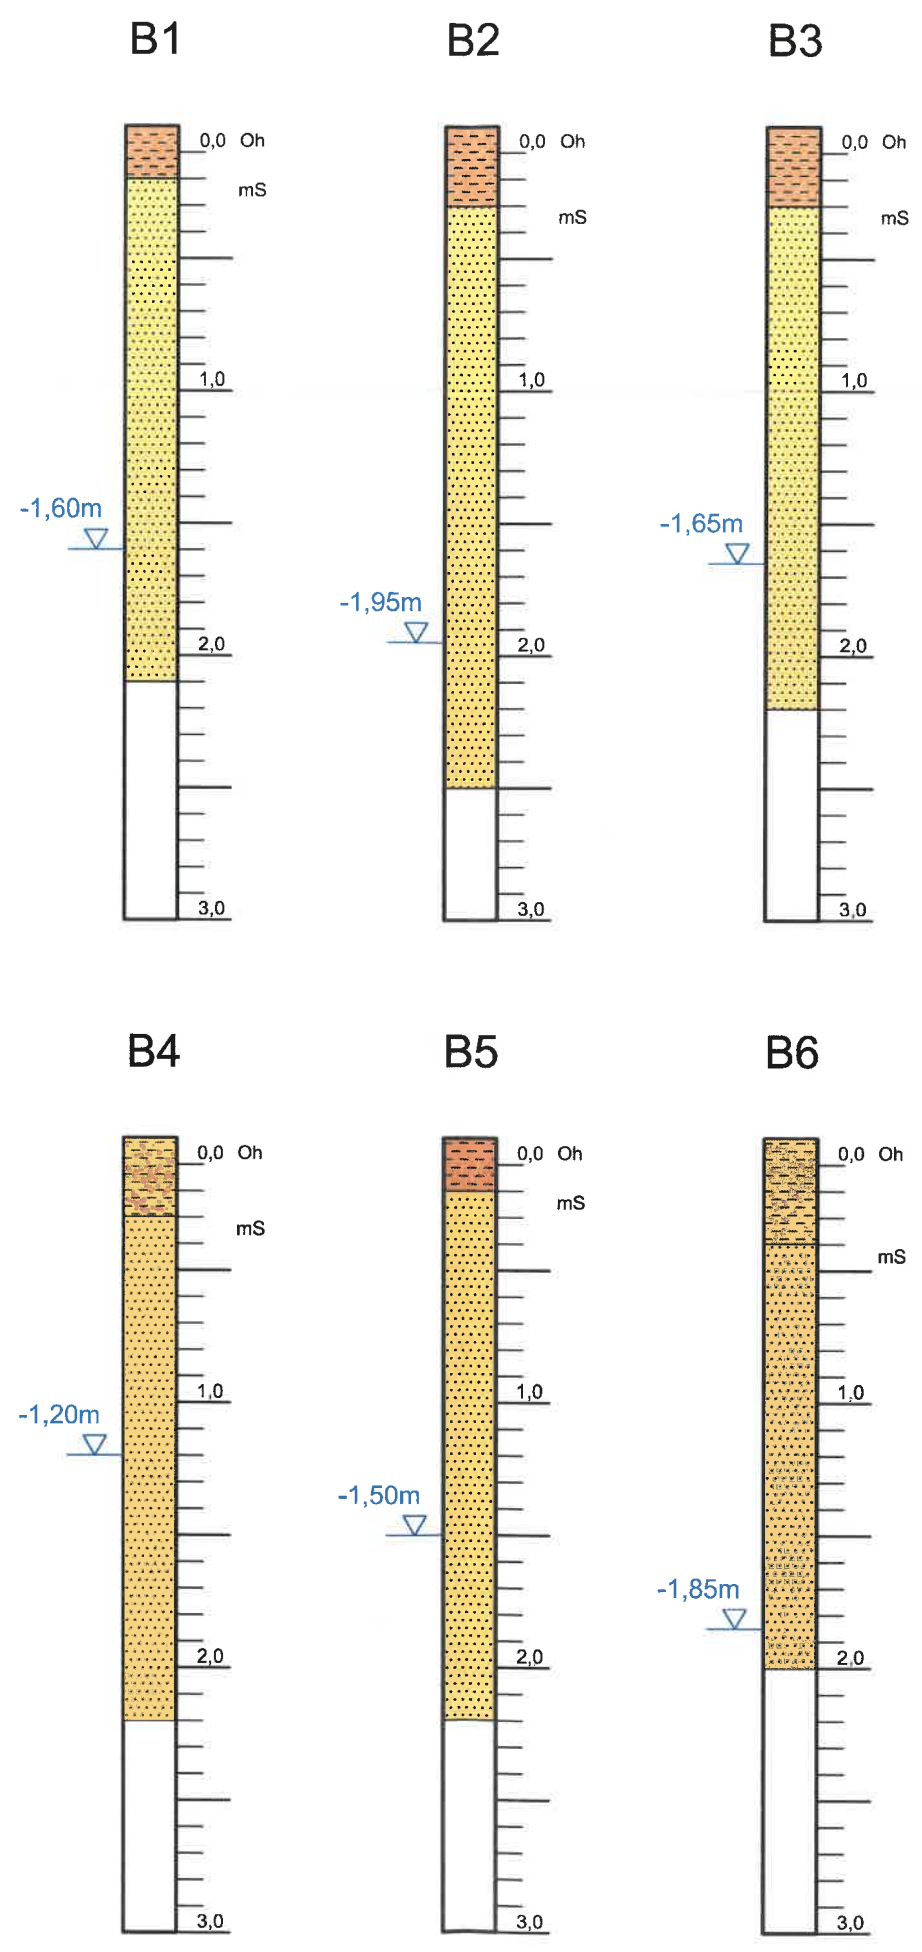 B1 B2 B3
0,0 Oh 0,0 Oh 0,0 Oh
mS
mS mS
1,0 1,0 1,0
-1,60m
-1,65m
-1,95m
2,0 2,0 2,0
3,0 3,0 3,0
B4 B5 B6
0,0 Oh 0,0 Oh 0,0 Oh
mS
mS
mS
1,0 1,0 1,0
-1,20m
-1,50m
-1,85m
2,0 2,0 2,0
3,0 3,0 3,0